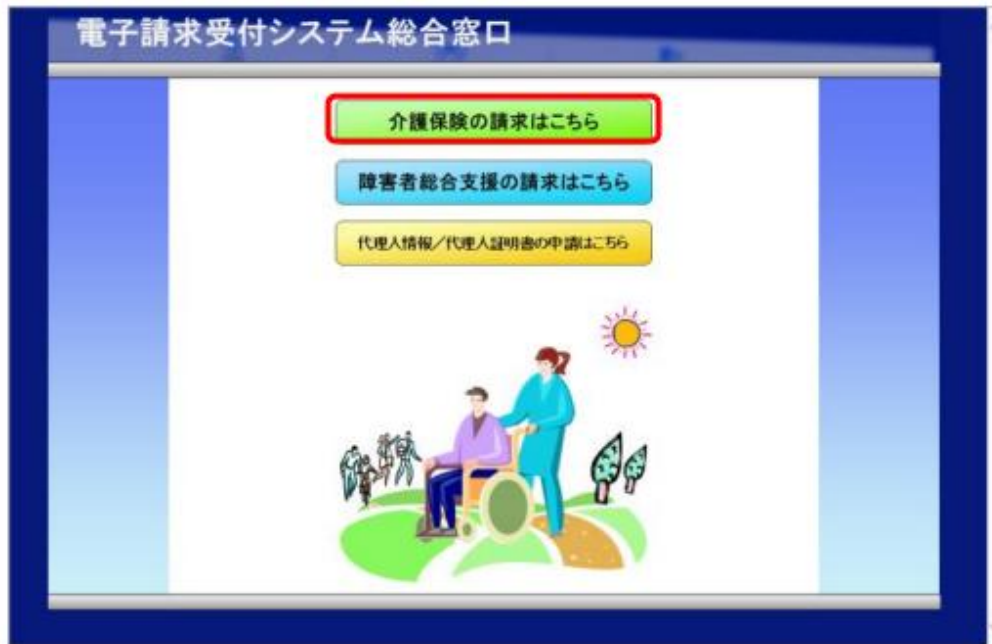 電子請求受付システム総合窓口
介護保険の請求はこちら
障害者総合支援の請求はこちら
代理人情報／代理人証明書の申請はこちら